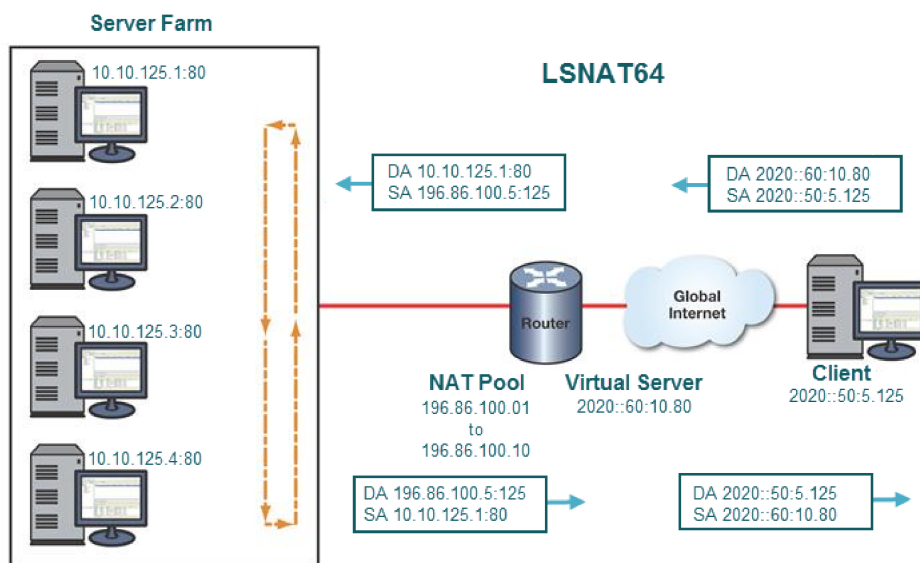 Server Farm
LSNAT64
10.10.125.1:80
DA 10.10.125.1:80
SA 196.86.100.5:125
DA 2020::60:10.80
SA 2020::50:5.125
10.10.125.2:80
Global
Internet
Router
10.10.125.3:80
NAT Pool
196.86.100.01
to
196.86.100.10
Virtual Server
2020::60:10.80
Client
2020::50:5.125
10.10.125.4:80
DA 196.86.100.5:125
SA 10.10.125.1:80
DA 2020::50:5.125
SA 2020::60:10.80